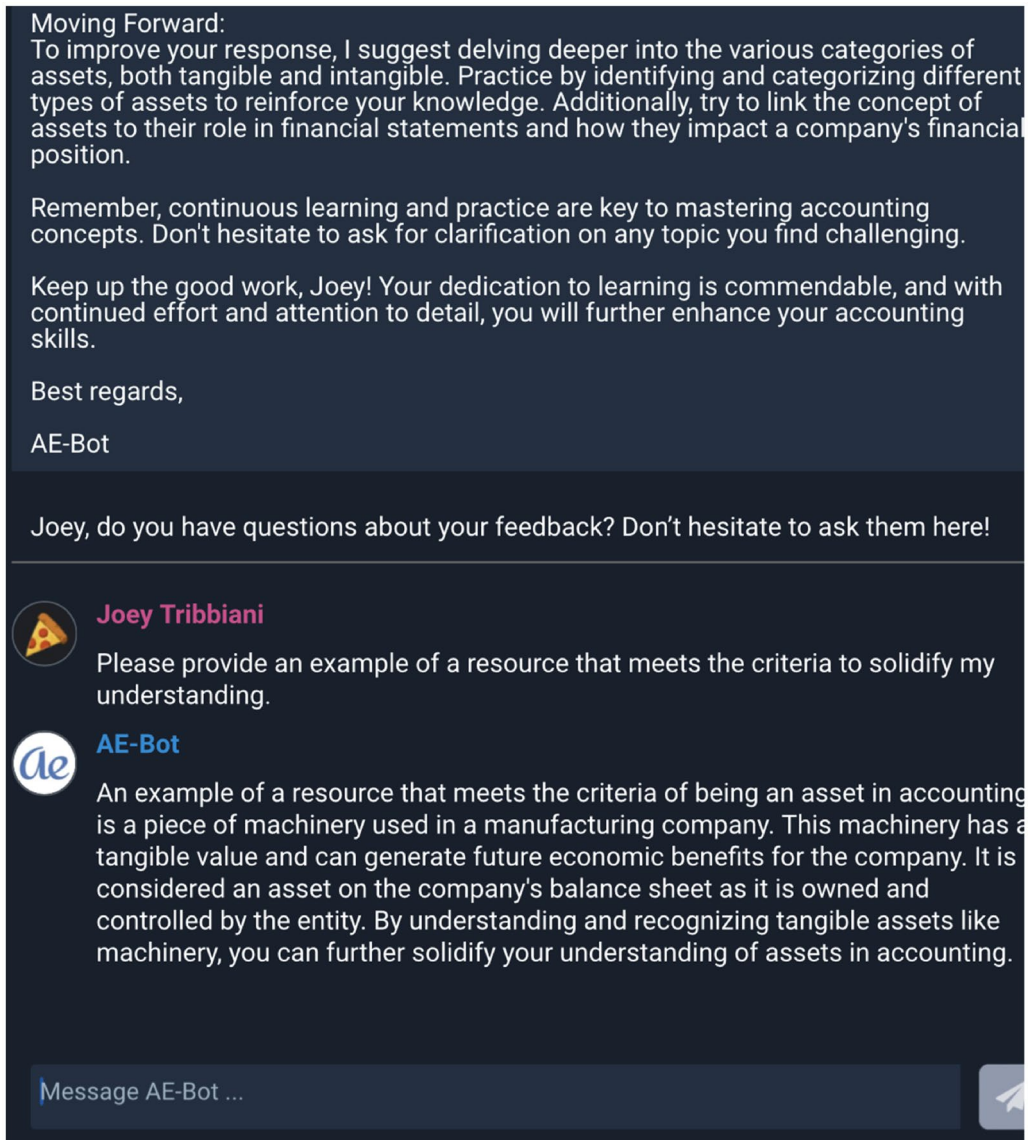 Moving Forward:
To improve your response, I suggest delving deeper into the various categories of
assets, both tangible and intangible. Practice by identifying and categorizing different
types of assets to reinforce your knowledge. Additionally, try to link the concept of
assets to their role in financial statements and how they impact a company's financial
position.
Remember, continuous learning and practice are key to mastering accounting
concepts. Don't hesitate to ask for clarification on any topic you find challenging.
Keep up the good work, Joey! Your dedication to learning is commendable, and with
continued effort and attention to detail, you will further enhance your accounting
skills.
Best regards,
AE-Bot
Joey, do you have questions about your feedback? Don’t hesitate to ask them here!
Joey Tribbiani
Please provide an example of a resource that meets the criteria to solidify my
understanding.
ae
AE-Bot
An example of a resource that meets the criteria of being an asset in accounting
is a piece of machinery used in a manufacturing company. This machinery has a
tangible value and can generate future economic benefits for the company. It is
considered an asset on the company's balance sheet as it is owned and
controlled by the entity. By understanding and recognizing tangible assets like
machinery, you can further solidify your understanding of assets in accounting.
Message AE-Bot ...